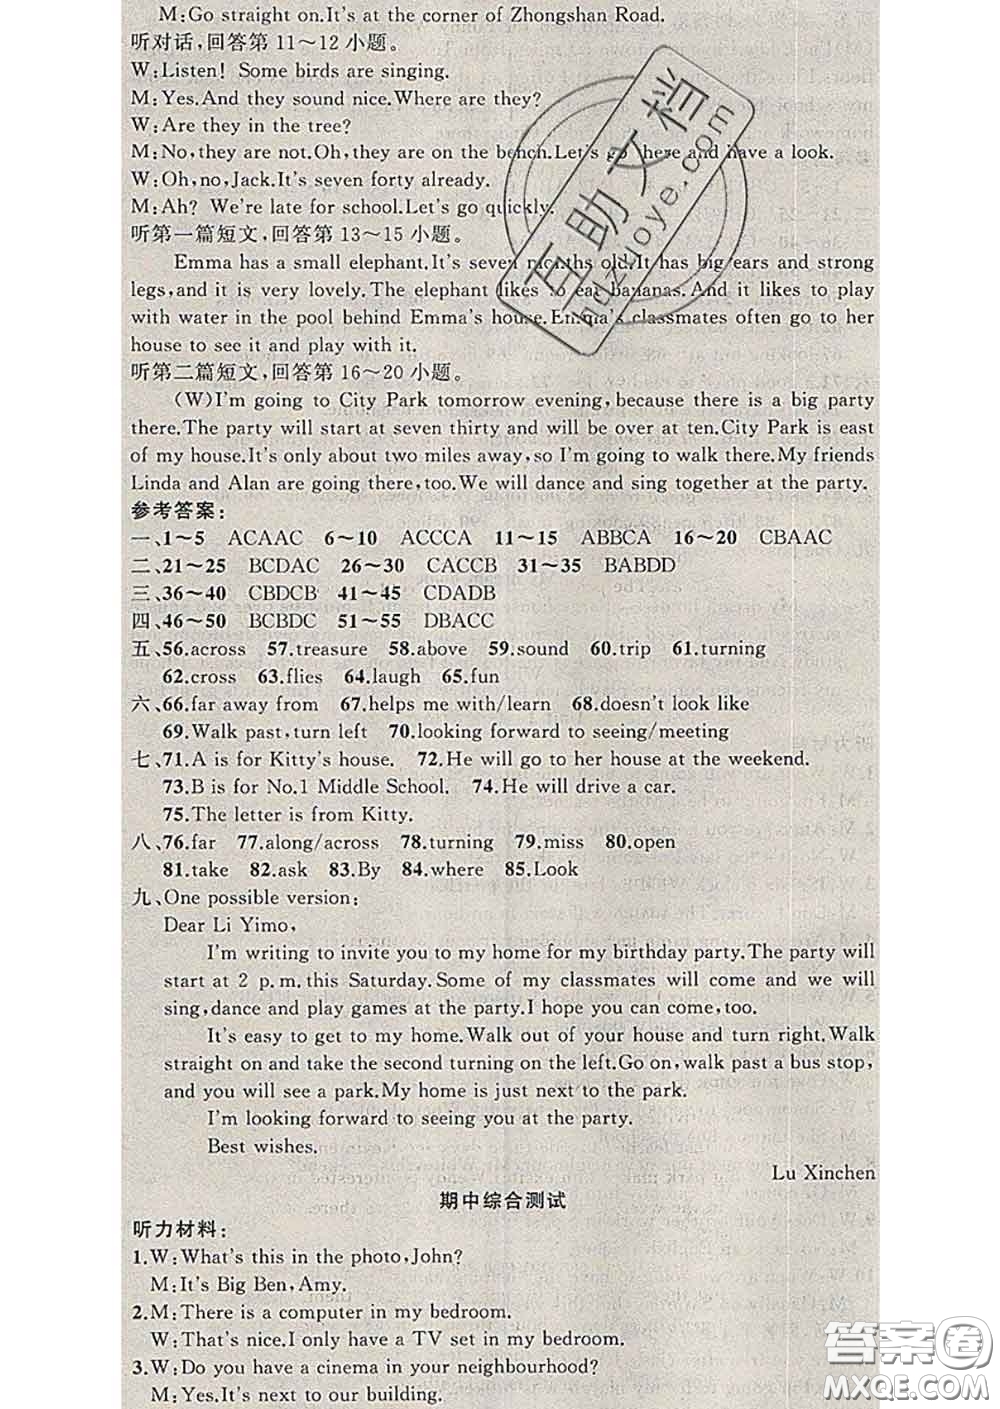 M:Go straight on.It's at the corner of Zhongshan Road.
听对话,回答第 11～12 小题。
W:Listen! Some birds are singing.
M:Yes.And they sound nice.Where are they?
W:Are they in the tree?
M:No,they are not.Oh,they are on the bench.Let's go there and have a look.
W:Oh,no,Jack.It's seven forty already.
M:Ah? We're late for school.Let's go quickly.
听第一篇短文,回答第 13～15 小题。
Emma has a small elephant.It's seven months old.It has big ears and strong
legs,and it is very lovely.The elephant likes to eat bananas.And it likes to play
with water in the pool behind Emma's house.Emma's classmates often go to her
house to see it and play with it.
听第二篇短文,回答第 16～20 小题。
(W)I'm going to City Park tomorrow evening,because there is a big party
there.The party will start at seven thirty and will be over at ten.City Park is east
of my house.It's only about two miles away,so I'm going to walk there.My friends
Linda and Alan are going there,too.We will dance and sing together at the party.
参考答案:
一、1～5 ACAAC 6～10 ACCCA 11～15 ABBCA 16～20 CBAAC
二、21～25 BCDAC 26～30 CACCB 31～35 BABDD
三、36～40 CBDCB 41～45 CDADB
四、46～50 BCBDC 51～55 DBACC
五、56.across 57.treasure 58.above 59.sound 60.trip 61.turning
62.cross 63.flies 64.laugh 65.fun
六、66.far away from 67.helps me with/learn 68.doesn't look like
69.Walk past,turn left 70.looking forward to seeing/meeting
七、71.A is for Kitty's house. 72.He will go to her house at the weekend.
73.B is for No.1 Middle School. 74.He will drive a car.
75.The letter is from Kitty.
八、76.far 77.along/across 78.turning 79.miss 80.open
81.take 82.ask 83.By 84.where 85.Look
九、One possible version:
Dear Li Yimo,
I'm writing to invite you to my home for my birthday party.The party will
start at 2 p.m.this Saturday.Some of my classmates will come and we will
sing,dance and play games at the party.I hope you can come,too.
It's easy to get to my home.Walk out of your house and turn right.Walk
straight on and take the second turning on the left.Go on,walk past a bus stop,
and you will see a park.My home is just next to the park.
I'm looking forward to seeing you at the party.
Best wishes.
Lu Xinchen
期中综合测试
听力材料:
1.W:What's this in the photo,John?
M:It's Big Ben,Amy.
2.M:There is a computer in my bedroom.
W:That's nice.I only have a TV set in my bedroom.
3.W:Do you have a cinema in your neighbourhood?
M:Yes.It's next to our building.
互助文档
hdzuoye.com
答案圈
MXQE.COM